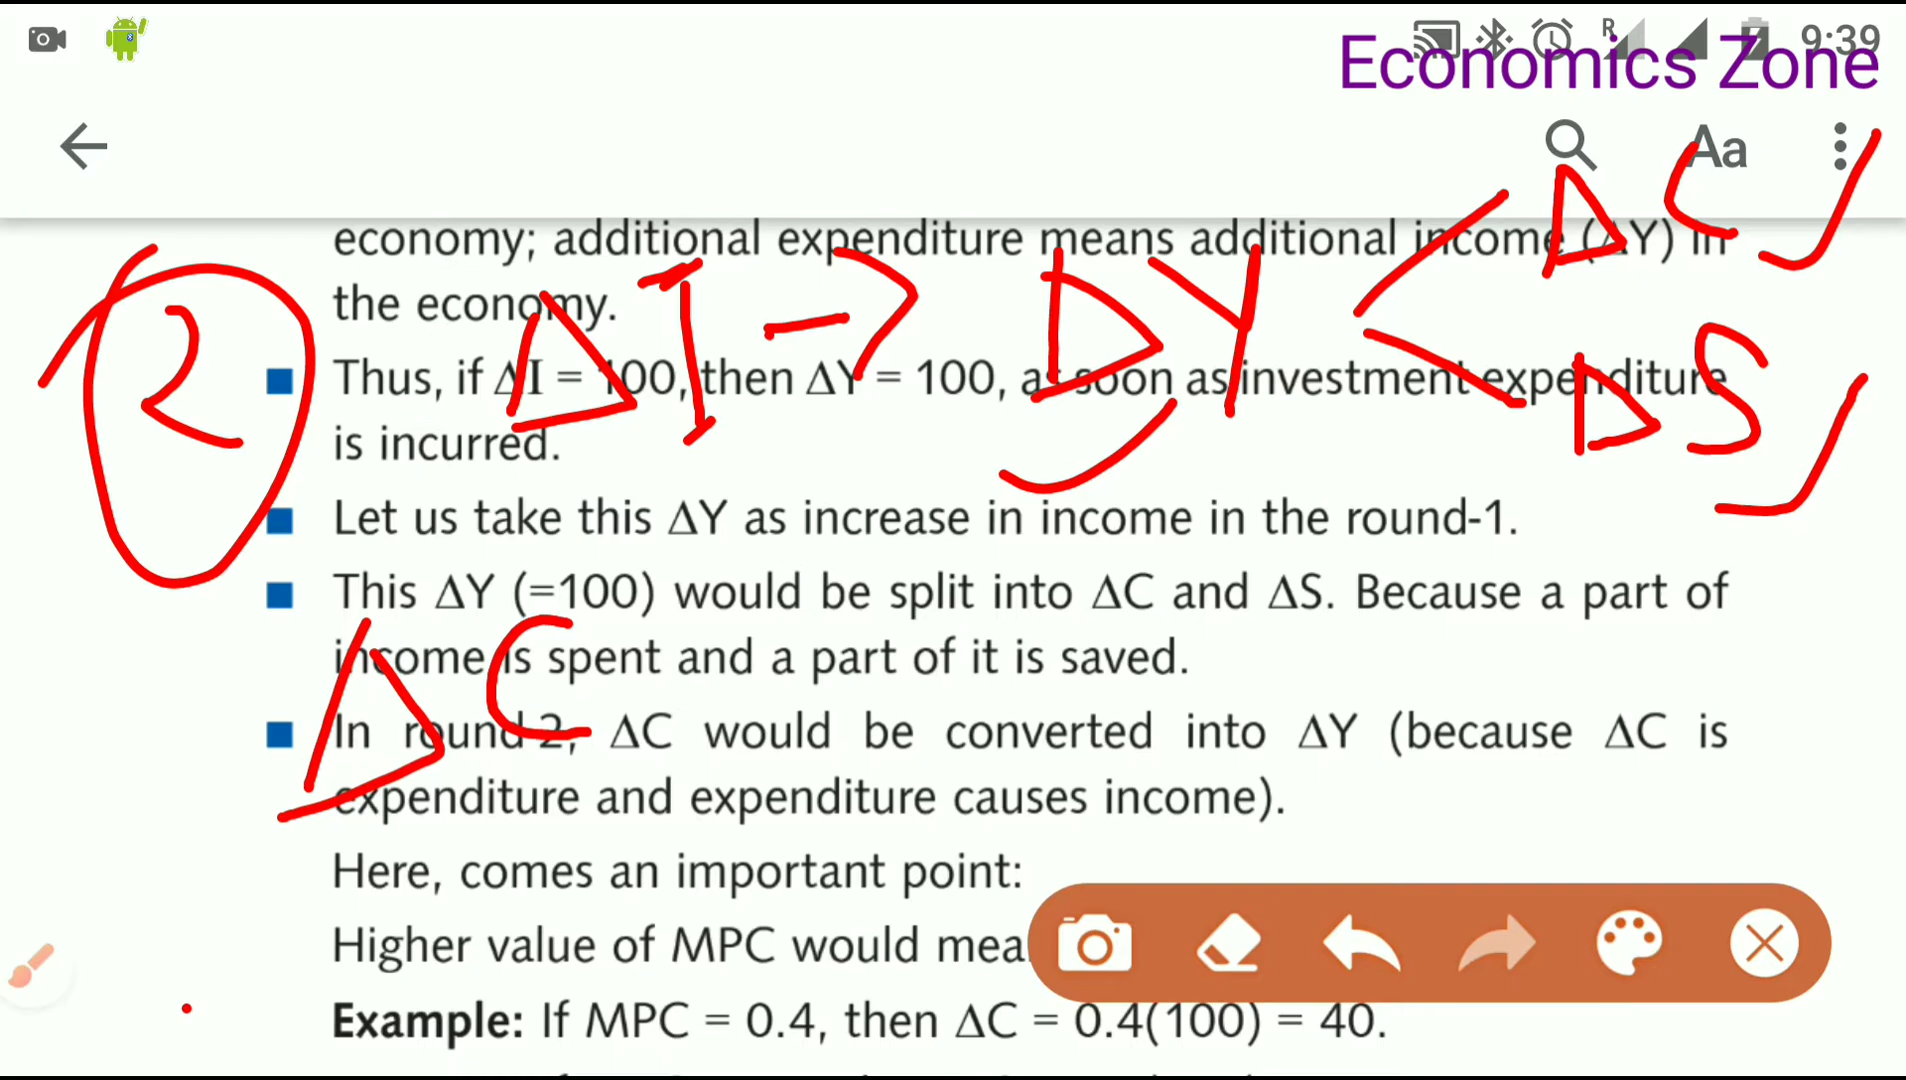 R
9:39
Economics Zone
Aa
economy; additional expenditure means additional income (ΔY) in
the economy.
Thus, if ΔI = 100, then ΔY = 100, as soon as investment expenditure
is incurred.
Let us take this ΔY as increase in income in the round-1.
This ΔY (=100) would be split into ΔC and ΔS. Because a part of
income is spent and a part of it is saved.
In round-2, ΔC would be converted into ΔY (because ΔC is
expenditure and expenditure causes income).
Here, comes an important point:
Higher value of MPC would mea
Example: If MPC = 0.4, then ΔC = 0.4(100) = 40.
2
ΔI → ΔY
ΔC
ΔS
ΔC